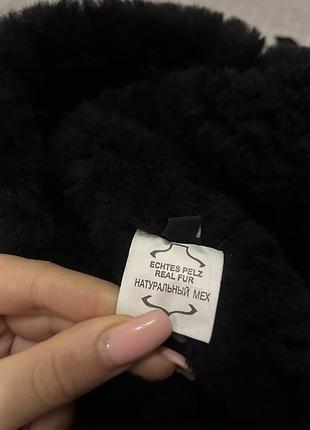 ECHTES PELZ
REAL FUR
НАТУРАЛЬНЫЙ МЕХ